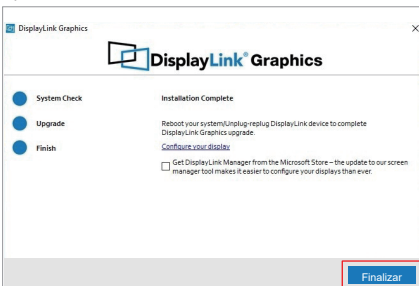 DisplayLink Graphics
DisplayLink® Graphics
System Check
Installation Complete
Upgrade
Reboot your system/Unplug-replug DisplayLink device to complete
DisplayLink Graphics upgrade.
Finish
Configure your display
Get DisplayLink Manager from the Microsoft Store – the update to our screen
manager tool makes it easier to configure your displays than ever.
Finalizar